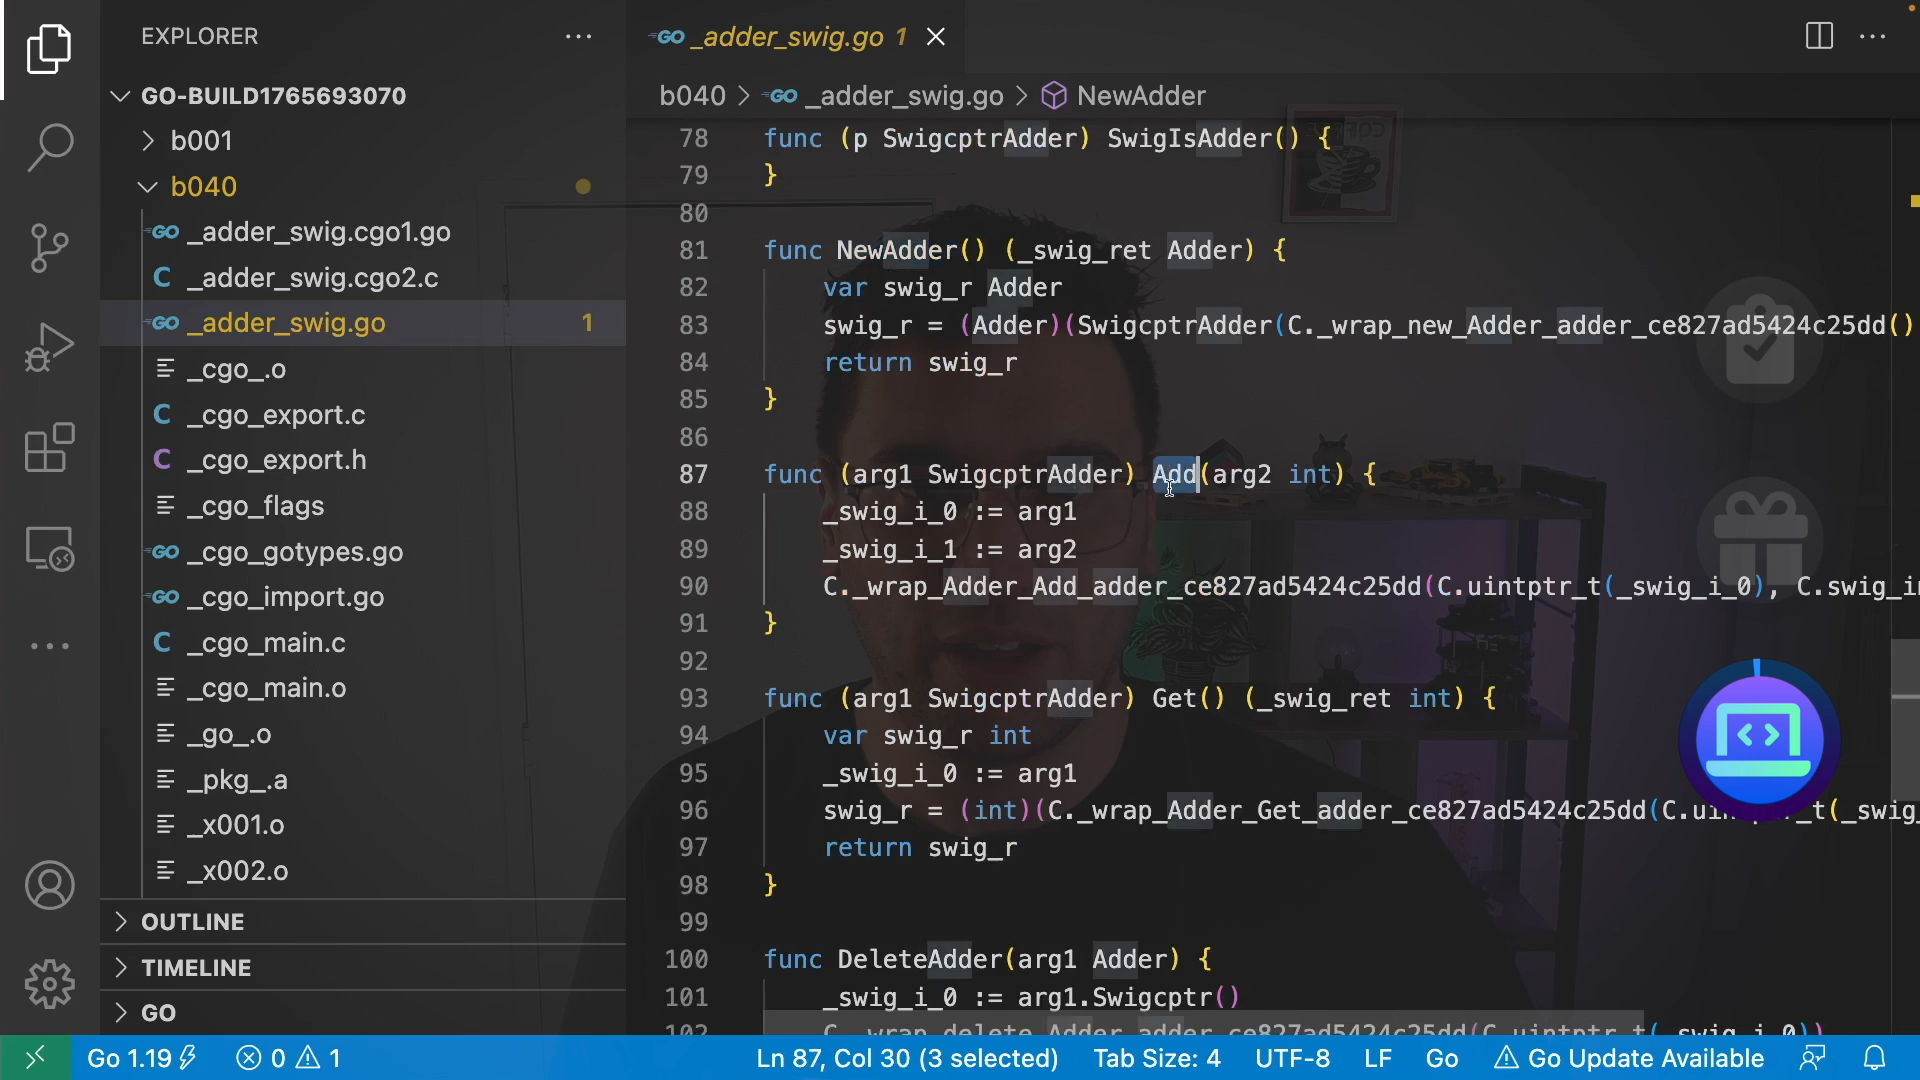 EXPLORER
GO-BUILD1765693070
b001
b040
_adder_swig.cgo1.go
_adder_swig.cgo2.c
_adder_swig.go 1
_cgo_.o
_cgo_export.c
_cgo_export.h
_cgo_flags
_cgo_gotypes.go
_cgo_import.go
_cgo_main.c
_cgo_main.o
_go_.o
_pkg_.a
_x001.o
_x002.o
OUTLINE
TIMELINE
GO
_adder_swig.go 1
b040 > _adder_swig.go > NewAdder
78 func (p SwigcptrAdder) SwigIsAdder() {
79 }
80
81 func NewAdder() (_swig_ret Adder) {
82 var swig_r Adder
83 swig_r = (Adder)(SwigcptrAdder(C._wrap_new_Adder_adder_ce827ad5424c25dd()
84 return swig_r
85 }
86
87 func (arg1 SwigcptrAdder) Add(arg2 int) {
88 _swig_i_0 := arg1
89 _swig_i_1 := arg2
90 C._wrap_Adder_Add_adder_ce827ad5424c25dd(C.uintptr_t(_swig_i_0), C.swig_i
91 }
92
93 func (arg1 SwigcptrAdder) Get() (_swig_ret int) {
94 var swig_r int
95 _swig_i_0 := arg1
96 swig_r = (int)(C._wrap_Adder_Get_adder_ce827ad5424c25dd(C.ui _t(_swig_
97 return swig_r
98 }
99
100 func DeleteAdder(arg1 Adder) {
101 _swig_i_0 := arg1.Swigcptr()
102 C._wrap_delete_Adder_adder_ce827ad5424c25dd(C.uintptr_t(_swig_i_0))
Go 1.19 0 1 Ln 87, Col 30 (3 selected) Tab Size: 4 UTF-8 LF Go Go Update Available